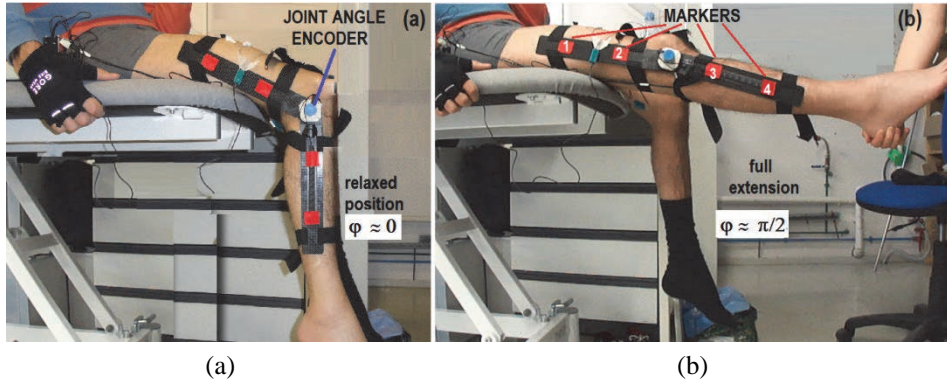 JOINT ANGLE
ENCODER
(a)
relaxed
position
φ ≈ 0
MARKERS
(b)
1
2
3
4
full
extension
φ ≈ π/2
(a)
(b)